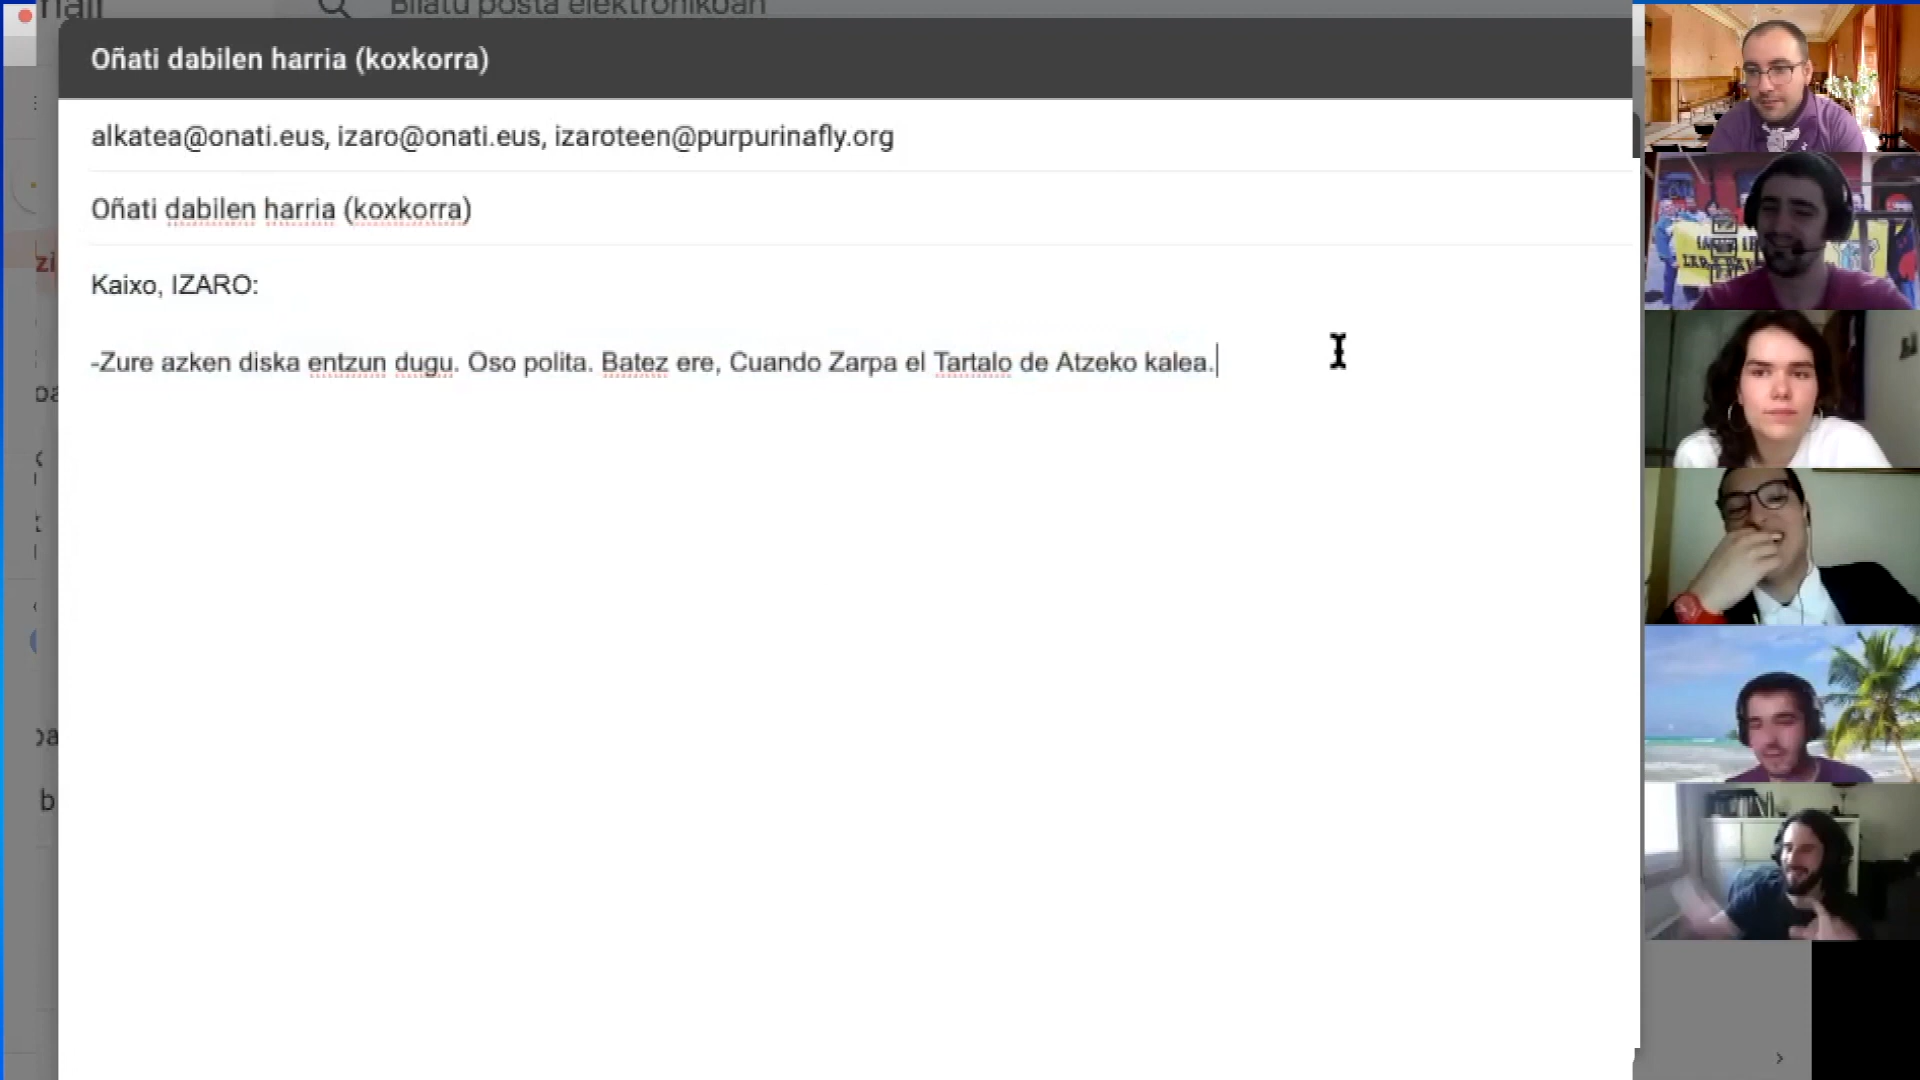 Bilatu posta elektronikoan
Oñati dabilen harria (koxkorra)
alkatea@onati.eus, izaro@onati.eus, izaroteen@purpurinafly.org
Oñati dabilen harria (koxkorra)
Kaixo, IZARO:
-Zure azken diska entzun dugu. Oso polita. Batez ere, Cuando Zarpa el Tartalo de Atzeko kalea.